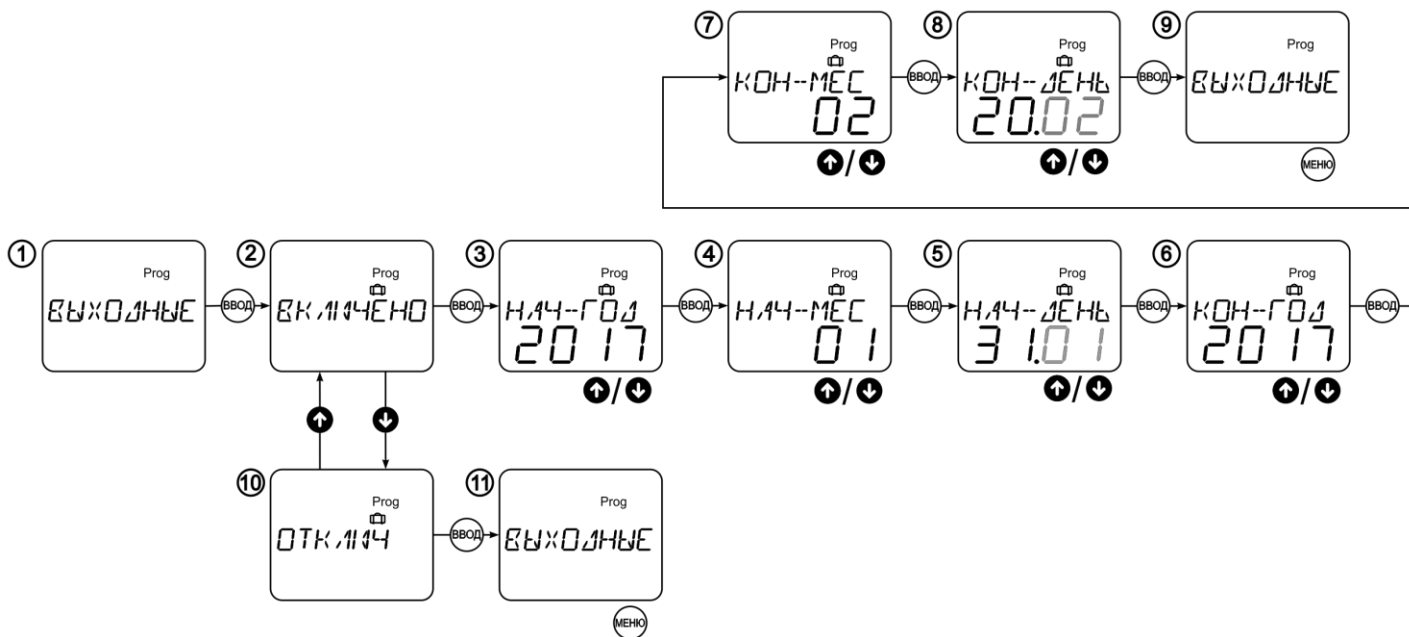 7
Prog
КОН-МЕС
02
↑/↓
ВВОД
8
Prog
КОН-ДЕНЬ
20.02
↑/↓
ВВОД
9
Prog
ВЫХОДНЫЕ
МЕНЮ
1
Prog
ВЫХОДНЫЕ
ВВОД
2
Prog
ВКЛЮЧЕНО
ВВОД
3
Prog
НАЧ-ГОД
2017
↑/↓
ВВОД
4
Prog
НАЧ-МЕС
01
↑/↓
ВВОД
5
Prog
НАЧ-ДЕНЬ
31.01
↑/↓
ВВОД
6
Prog
КОН-ГОД
2017
↑/↓
ВВОД
↑
↓
10
Prog
ОТКЛЮЧ
ВВОД
11
Prog
ВЫХОДНЫЕ
МЕНЮ